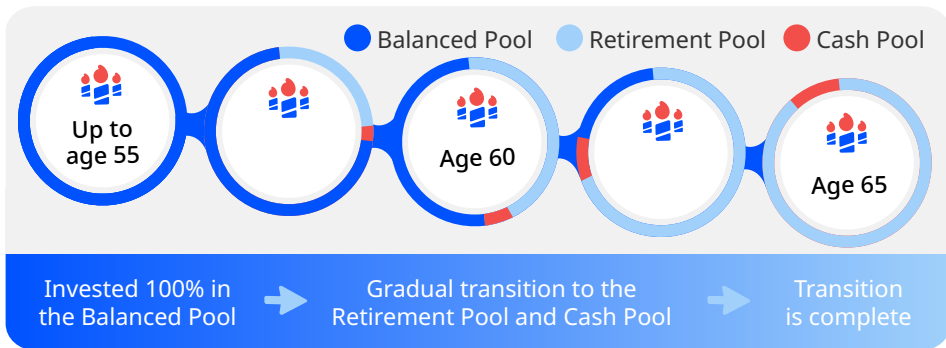 Balanced Pool
Retirement Pool
Cash Pool
Up to
age 55
Age 60
Age 65
Invested 100% in
the Balanced Pool
Gradual transition to the
Retirement Pool and Cash Pool
Transition
is complete